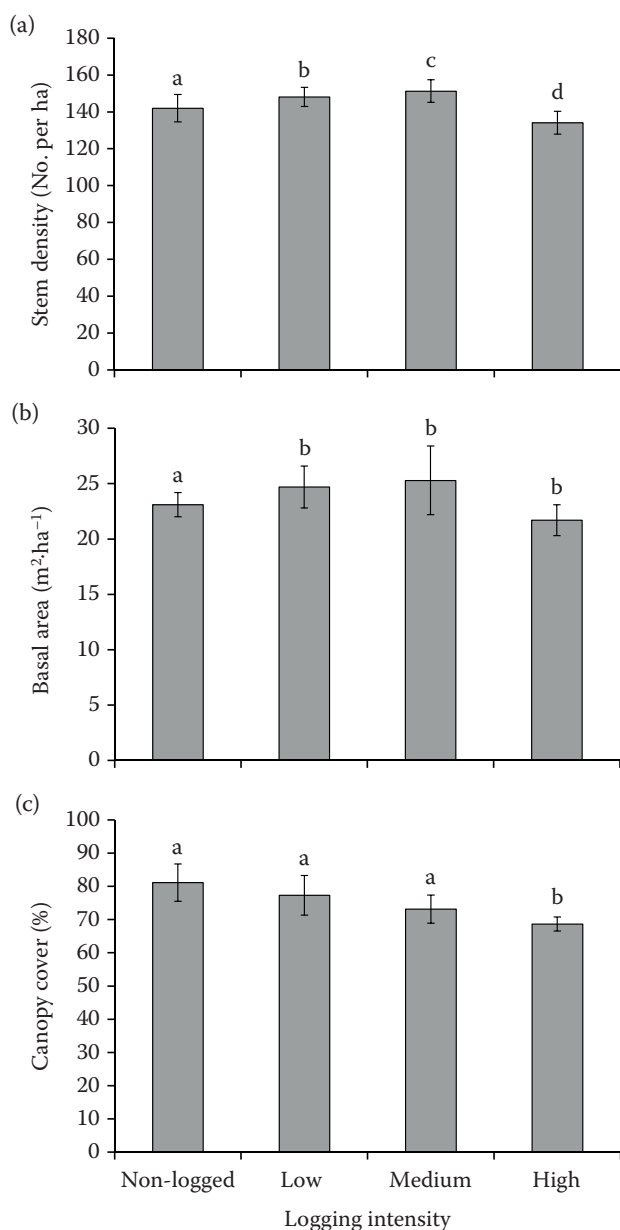 (a)
Stem density (No. per ha)
180
160
140
120
100
80
60
40
20
0
a
b
c
d
(b)
Basal area (m²·ha⁻¹)
30
25
20
15
10
5
0
a
b
b
b
(c)
Canopy cover (%)
100
90
80
70
60
50
40
30
20
10
0
a
a
a
b
Non-logged Low Medium High
Logging intensity